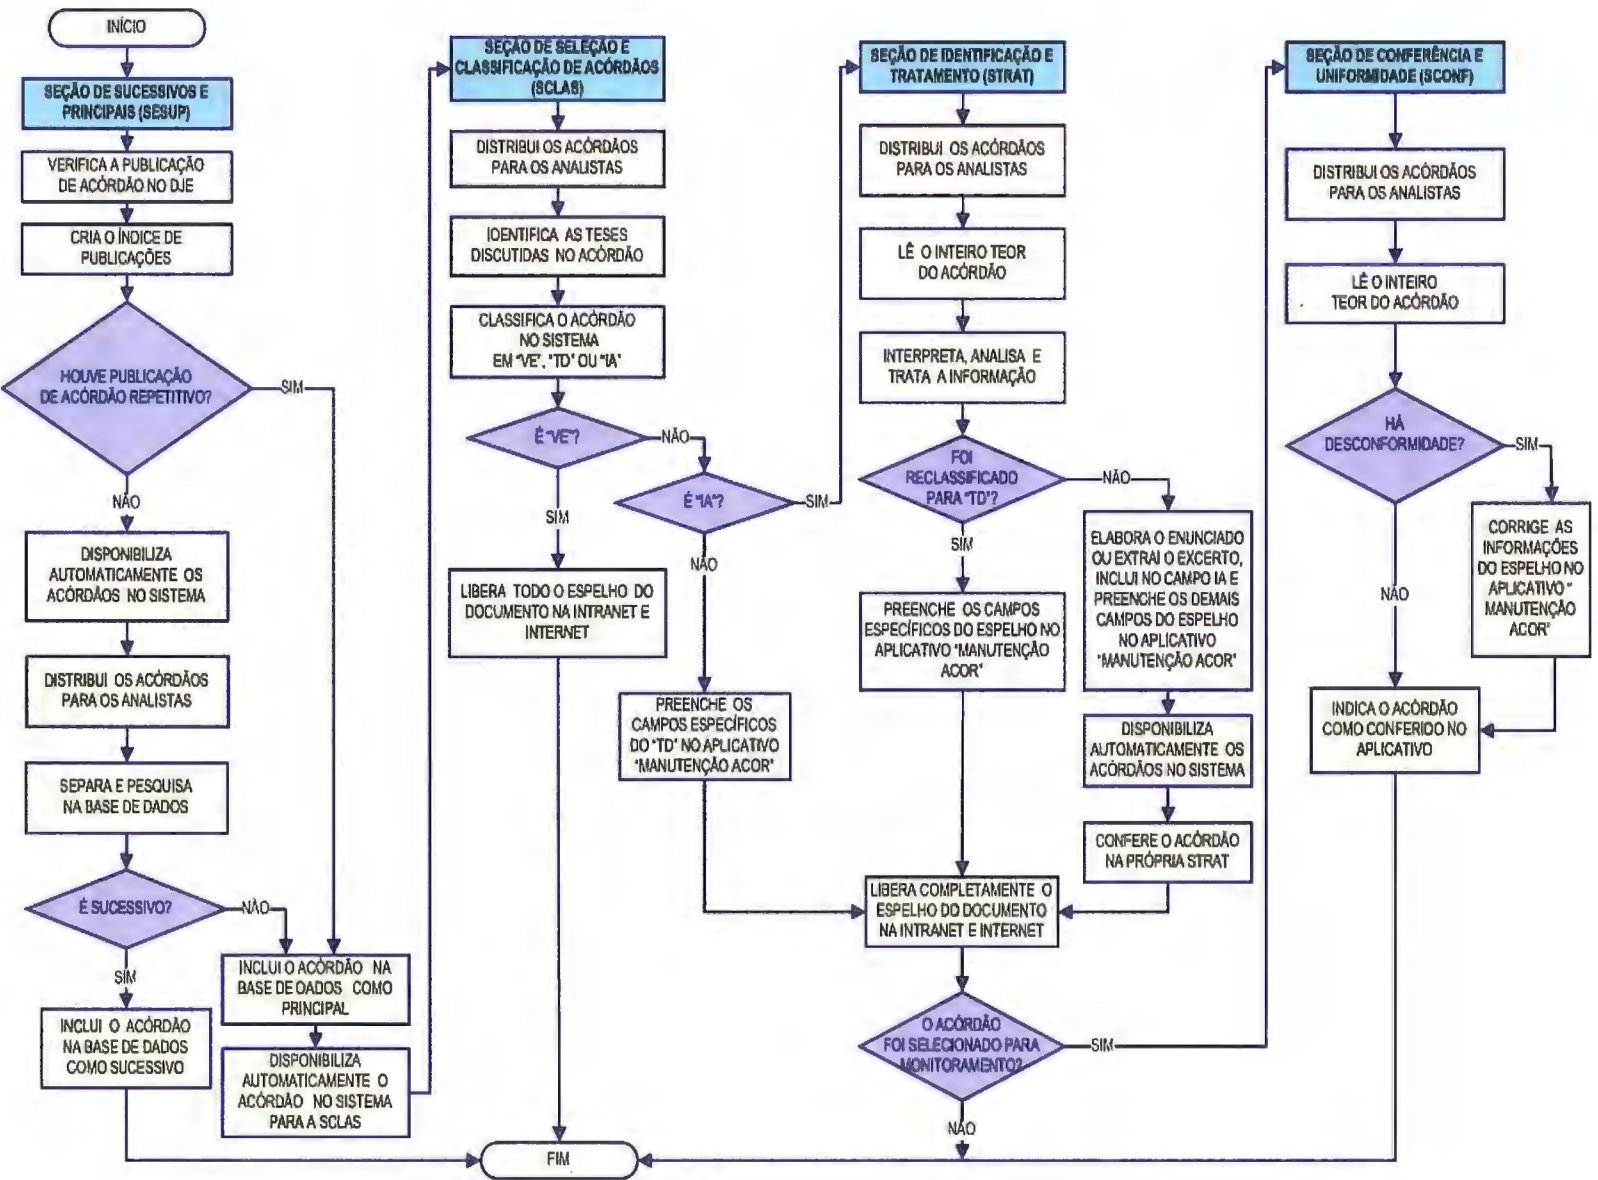 INÍCIO
SEÇÃO DE SUCESSIVOS E
PRINCIPAIS (SESUP)
VERIFICA A PUBLICAÇÃO
DE ACÓRDÃO NO DJE
CRIA O ÍNDICE DE
PUBLICAÇÕES
HOUVE PUBLICAÇÃO
DE ACÓRDÃO REPETITIVO?
SIM
NÃO
DISPONIBILIZA
AUTOMATICAMENTE OS
ACÓRDÃOS NO SISTEMA
DISTRIBUI OS ACÓRDÃOS
PARA OS ANALISTAS
SEPARA E PESQUISA
NA BASE DE DADOS
É SUCESSIVO?
NÃO
SIM
INCLUI O ACÓRDÃO
NA BASE DE DADOS
COMO SUCESSIVO
INCLUI O ACÓRDÃO NA
BASE DE DADOS COMO
PRINCIPAL
DISPONIBILIZA
AUTOMATICAMENTE O
ACÓRDÃO NO SISTEMA
PARA A SCLAS
SEÇÃO DE SELEÇÃO E
CLASSIFICAÇÃO DE ACÓRDÃOS
(SCLAS)
DISTRIBUI OS ACÓRDÃOS
PARA OS ANALISTAS
IDENTIFICA AS TESES
DISCUTIDAS NO ACÓRDÃO
CLASSIFICA O ACÓRDÃO
NO SISTEMA
EM "VE", "TD" OU "IA"
É "VE"?
NÃO
SIM
É "IA"?
SIM
NÃO
LIBERA TODO O ESPELHO DO
DOCUMENTO NA INTRANET E
INTERNET
PREENCHE OS
CAMPOS ESPECÍFICOS
DO "TD" NO APLICATIVO
"MANUTENÇÃO ACOR"
FIM
SEÇÃO DE IDENTIFICAÇÃO E
TRATAMENTO (STRAT)
DISTRIBUI OS ACÓRDÃOS
PARA OS ANALISTAS
LÊ O INTEIRO TEOR
DO ACÓRDÃO
INTERPRETA, ANALISA E
TRATA A INFORMAÇÃO
FOI
RECLASSIFICADO
PARA "TD"?
NÃO
SIM
PREENCHE OS CAMPOS
ESPECÍFICOS DO ESPELHO NO
APLICATIVO "MANUTENÇÃO
ACOR"
ELABORA O ENUNCIADO
OU EXTRAI O EXCERTO,
INCLUI NO CAMPO IA E
PREENCHE OS DEMAIS
CAMPOS DO ESPELHO
NO APLICATIVO
"MANUTENÇÃO ACOR"
DISPONIBILIZA
AUTOMATICAMENTE OS
ACÓRDÃOS NO SISTEMA
CONFERE O ACÓRDÃO
NA PRÓPRIA STRAT
LIBERA COMPLETAMENTE O
ESPELHO DO DOCUMENTO
NA INTRANET E INTERNET
O ACÓRDÃO
FOI SELECIONADO PARA
MONITORAMENTO?
SIM
NÃO
SEÇÃO DE CONFERÊNCIA E
UNIFORMIDADE (SCONF)
DISTRIBUI OS ACÓRDÃOS
PARA OS ANALISTAS
LÊ O INTEIRO
TEOR DO ACÓRDÃO
HÁ
DESCONFORMIDADE?
SIM
NÃO
CORRIGE AS
INFORMAÇÕES
DO ESPELHO NO
APLICATIVO "
MANUTENÇÃO
ACOR"
INDICA O ACÓRDÃO
COMO CONFERIDO NO
APLICATIVO